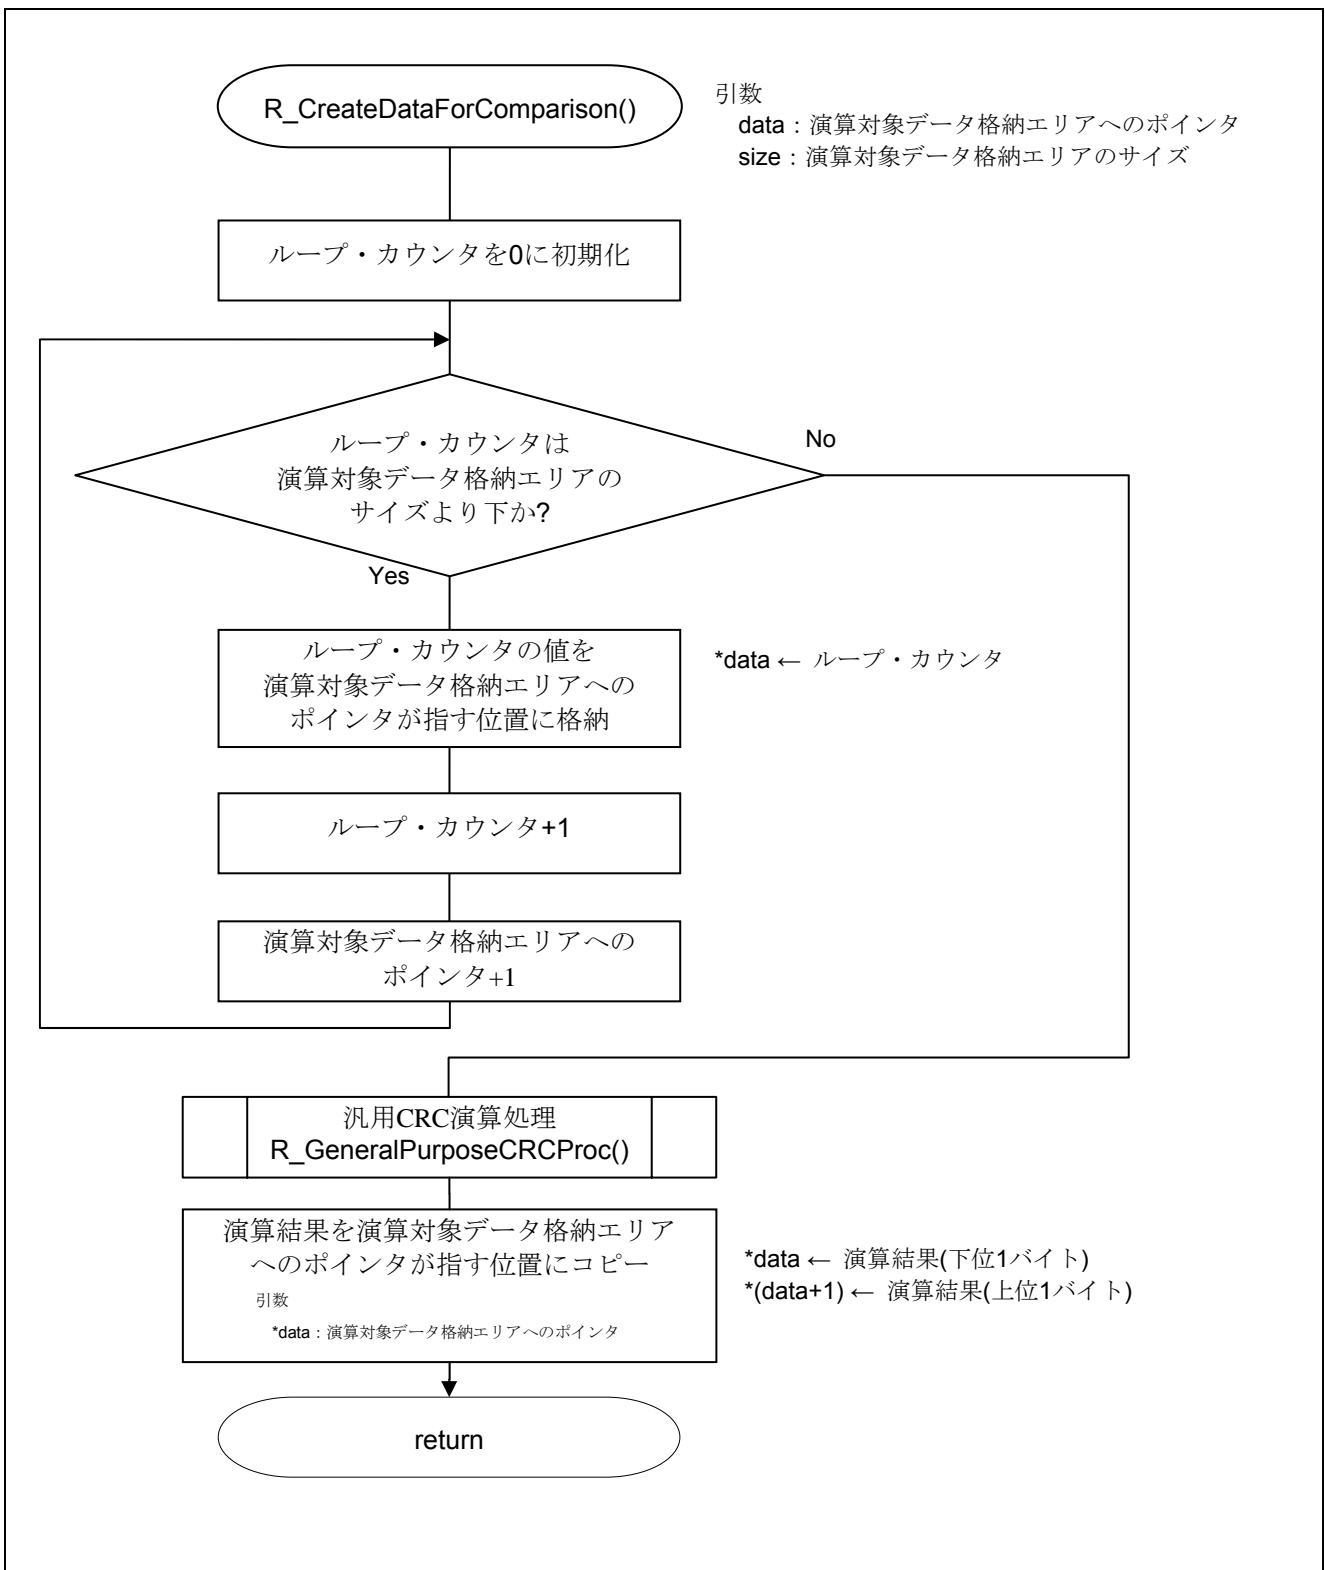 R_CreateDataForComparison()
引数
data：演算対象データ格納エリアへのポインタ
size：演算対象データ格納エリアのサイズ
ループ・カウンタを0に初期化
ループ・カウンタは
演算対象データ格納エリアの
サイズより下か?
No
Yes
ループ・カウンタの値を
演算対象データ格納エリアへの
ポインタが指す位置に格納
*data ← ループ・カウンタ
ループ・カウンタ+1
演算対象データ格納エリアへの
ポインタ+1
汎用CRC演算処理
R_GeneralPurposeCRCProc()
演算結果を演算対象データ格納エリア
へのポインタが指す位置にコピー
引数
*data：演算対象データ格納エリアへのポインタ
*data ← 演算結果(下位1バイト)
*(data+1) ← 演算結果(上位1バイト)
return